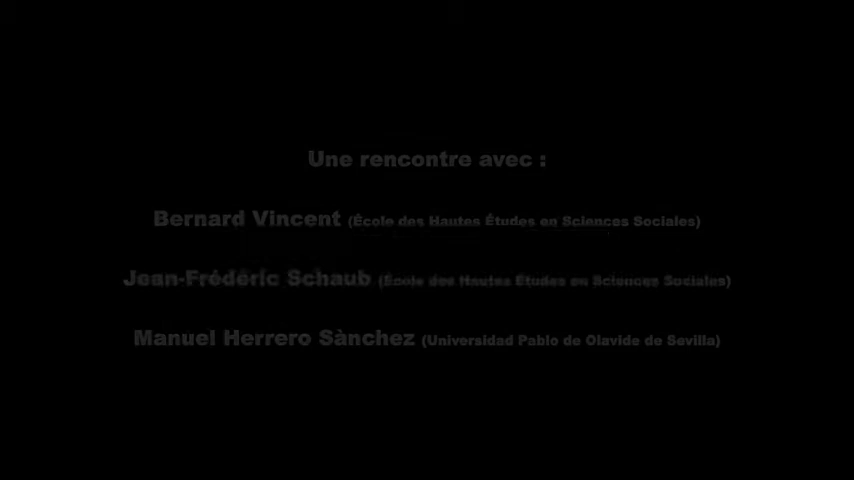 Une rencontre avec :
Bernard Vincent (École des Hautes Études en Sciences Sociales)
Jean-Frédéric Schaub (École des Hautes Études en Sciences Sociales)
Manuel Herrero Sànchez (Universidad Pablo de Olavide de Sevilla)